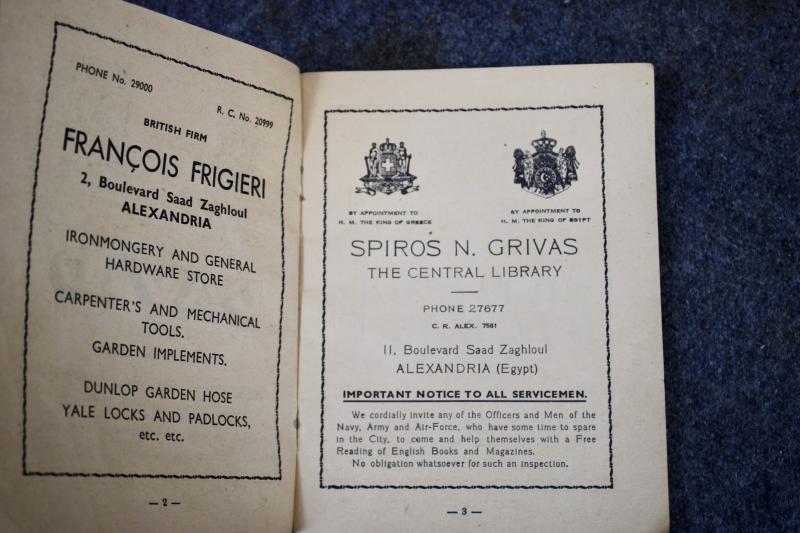 PHONE No. 29000
R. C. No. 20999
BRITISH FIRM
FRANÇOIS FRIGIERI
2, Boulevard Saad Zaghloul
ALEXANDRIA
IRONMONGERY AND GENERAL
HARDWARE STORE
CARPENTER'S AND MECHANICAL
TOOLS.
GARDEN IMPLEMENTS.
DUNLOP GARDEN HOSE
YALE LOCKS AND PADLOCKS,
etc. etc.
— 2 —
BY APPOINTMENT TO
H. M. THE KING OF GREECE
BY APPOINTMENT TO
H. M. THE KING OF EGYPT
SPIROS N. GRIVAS
THE CENTRAL LIBRARY
PHONE 27677
C. R. ALEX. 7561
11, Boulevard Saad Zaghloul
ALEXANDRIA (Egypt)
IMPORTANT NOTICE TO ALL SERVICEMEN.
We cordially invite any of the Officers and Men of the
Navy, Army and Air-Force, who have some time to spare
in the City, to come and help themselves with a Free
Reading of English Books and Magazines.
No obligation whatsoever for such an inspection.
— 3 —